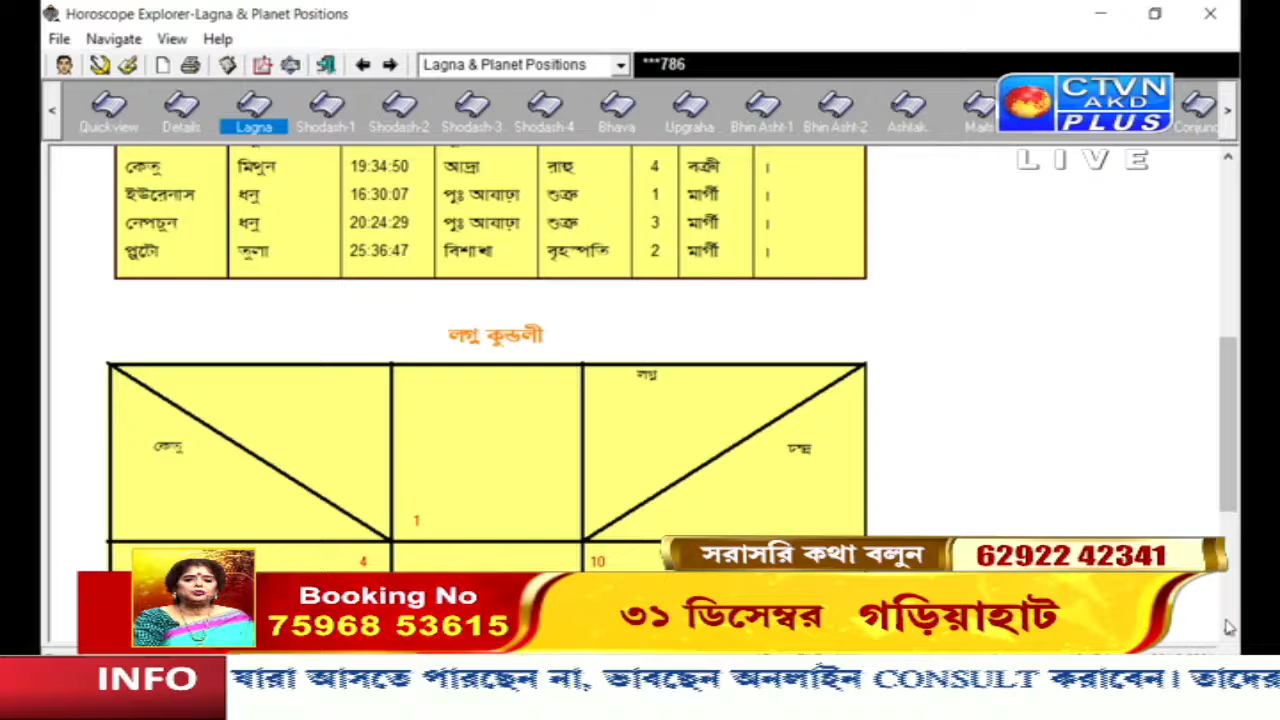 Horoscope Explorer-Lagna & Planet Positions
File Navigate View Help
Lagna & Planet Positions
***786
Quick view Details Lagna Shodash-1 Shodash-2 Shodash-3 Shodash-4 Bhava Upgraha Bhin Asht-1 Bhin Asht-2 Ashtak.
CTVN
AKD
PLUS
LIVE
কেতু মিথুন 19:34:50 আদ্রা রাহু 4 বক্রী ।
ইউরেনাস ধনু 16:30:07 পুঃ আষাঢ়া শুক্র 1 মার্গী ।
নেপচুন ধনু 20:24:29 পুঃ আষাঢ়া শুক্র 3 মার্গী ।
প্লুটো তুলা 25:36:47 বিশাখা বৃহস্পতি 2 মার্গী ।
লগ্ন কুন্ডলী
লগ্ন
কেতু
চন্দ্র
1
4
10
সরাসরি কথা বলুন 62922 42341
Booking No
75968 53615
৩১ ডিসেম্বর গড়িয়াহাট
INFO যারা আসতে পারছেন না, ভাবছেন অনলাইন CONSULT করাবেন। তাদের